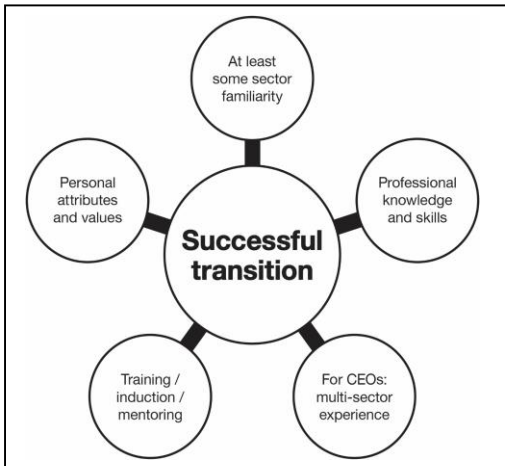 At least
some sector
familiarity
Personal
attributes
and values
Professional
knowledge
and skills
Successful
transition
Training /
induction /
mentoring
For CEOs:
multi-sector
experience